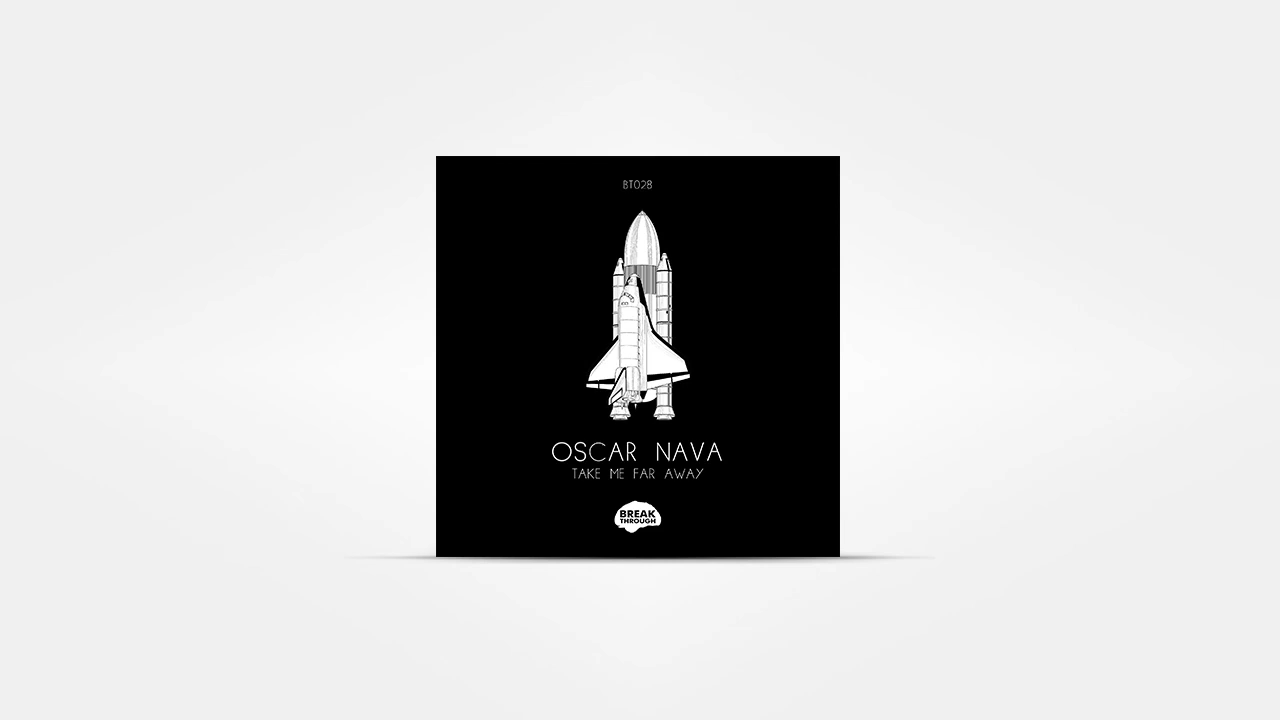 BT028
OSCAR NAVA
TAKE ME FAR AWAY
BREAK
THROUGH